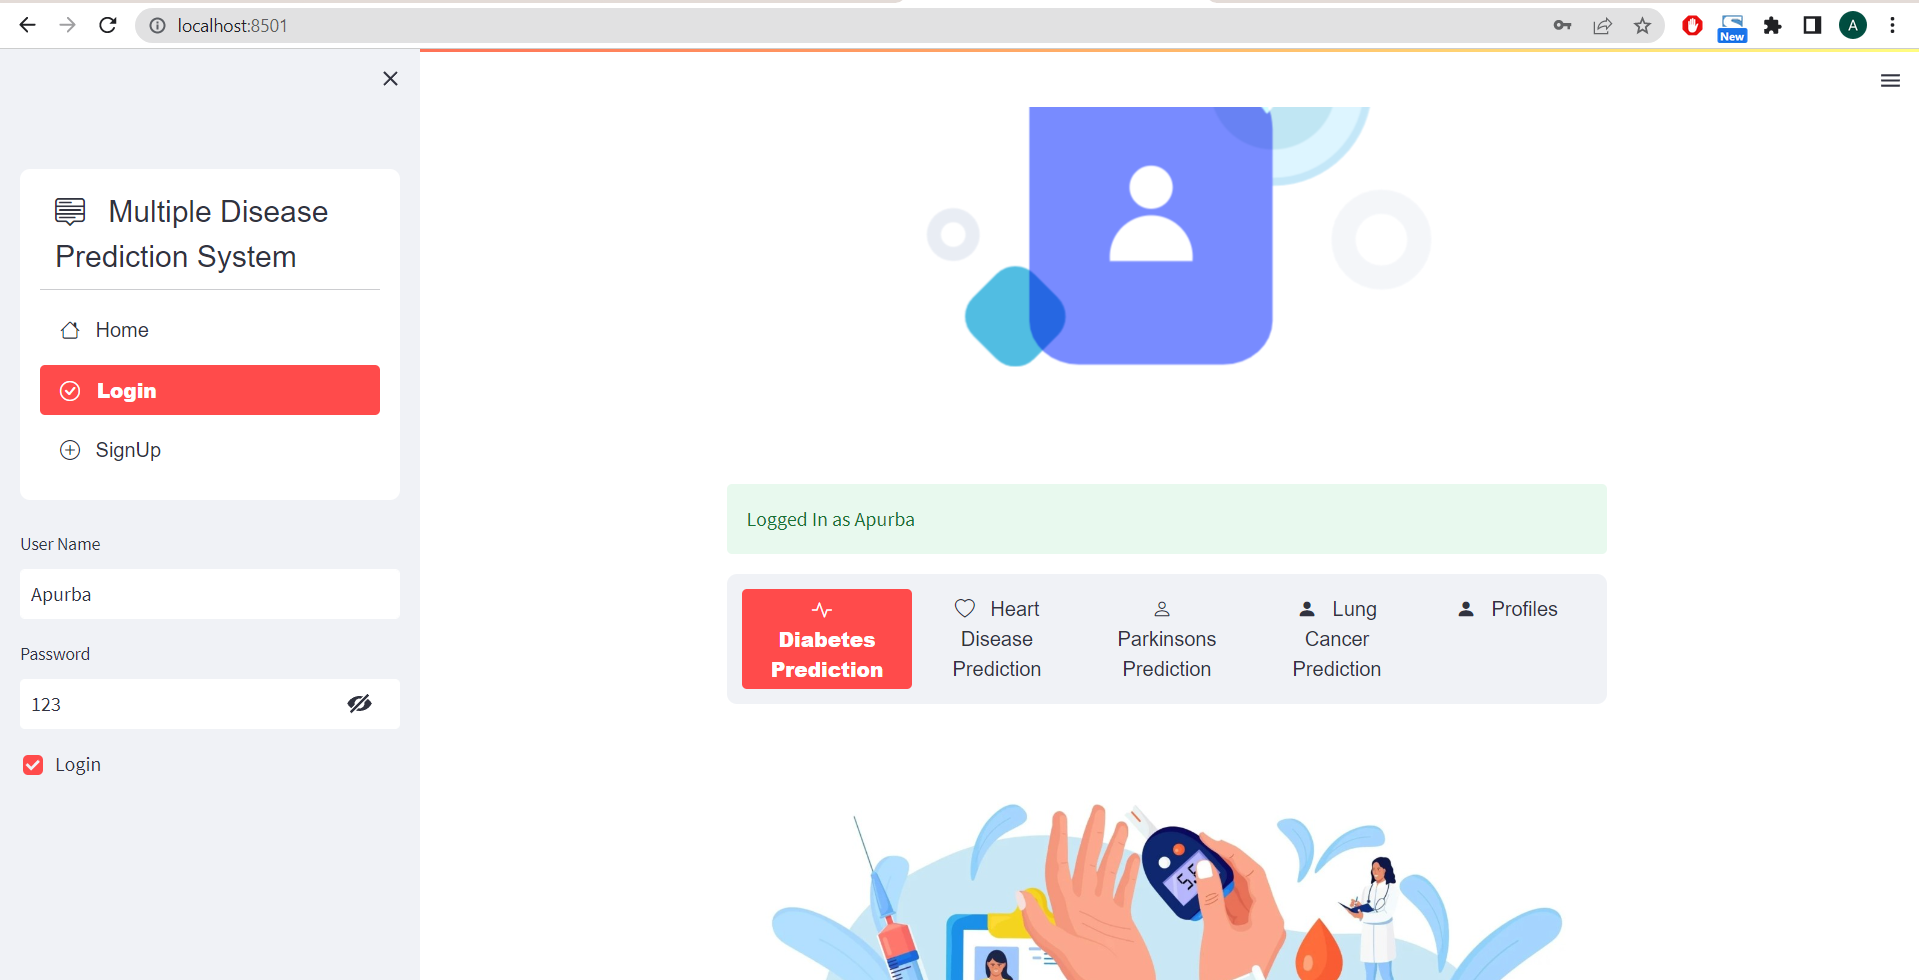 localhost:8501
A
New
Multiple Disease
Prediction System
Home
Login
SignUp
User Name
Apurba
Password
123
Login
Logged In as Apurba
Diabetes
Prediction
Heart
Disease
Prediction
Parkinsons
Prediction
Lung
Cancer
Prediction
Profiles